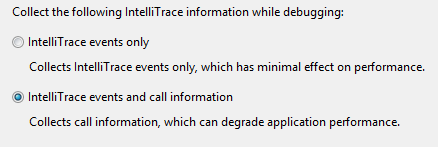 Collect the following IntelliTrace information while debugging:
IntelliTrace events only
Collects IntelliTrace events only, which has minimal effect on performance.
IntelliTrace events and call information
Collects call information, which can degrade application performance.